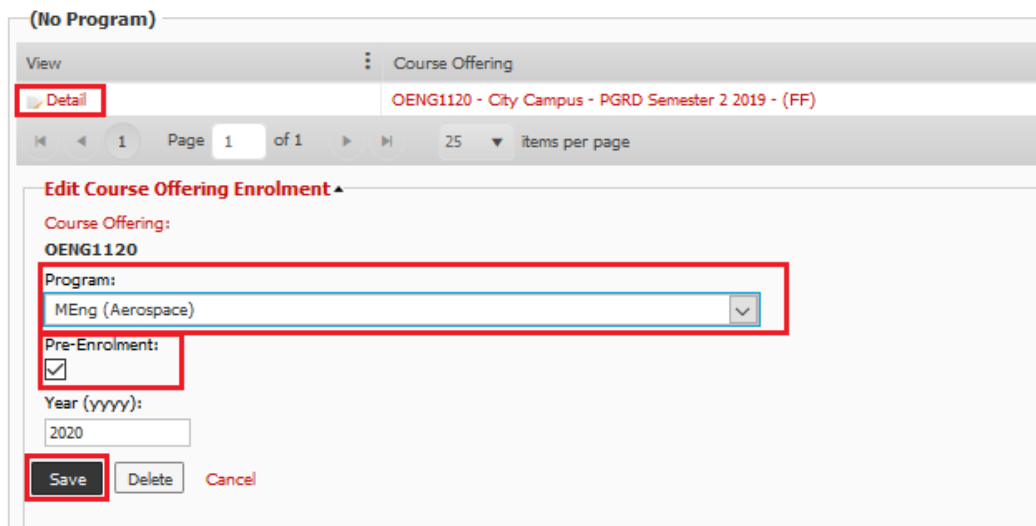 (No Program)
View Course Offering
Detail OENG1120 - City Campus - PGRD Semester 2 2019 - (FF)
1 Page 1 of 1 25 items per page
Edit Course Offering Enrolment
Course Offering:
OENG1120
Program:
MEng (Aerospace)
Pre-Enrolment:
Year (yyyy):
2020
Save Delete Cancel